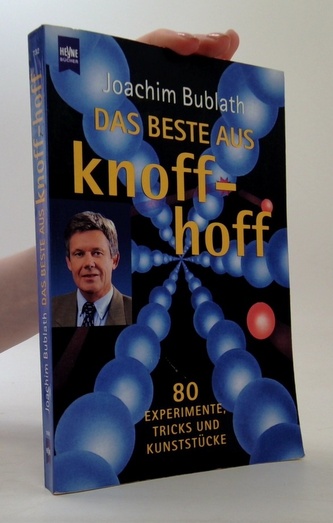 HEYNE
BÜCHER
Joachim Bublath
DAS BESTE AUS
knoff-
hoff
80
EXPERIMENTE,
TRICKS UND
KUNSTSTÜCKE
Joachim Bublath DAS BESTE AUS knoff-hoff